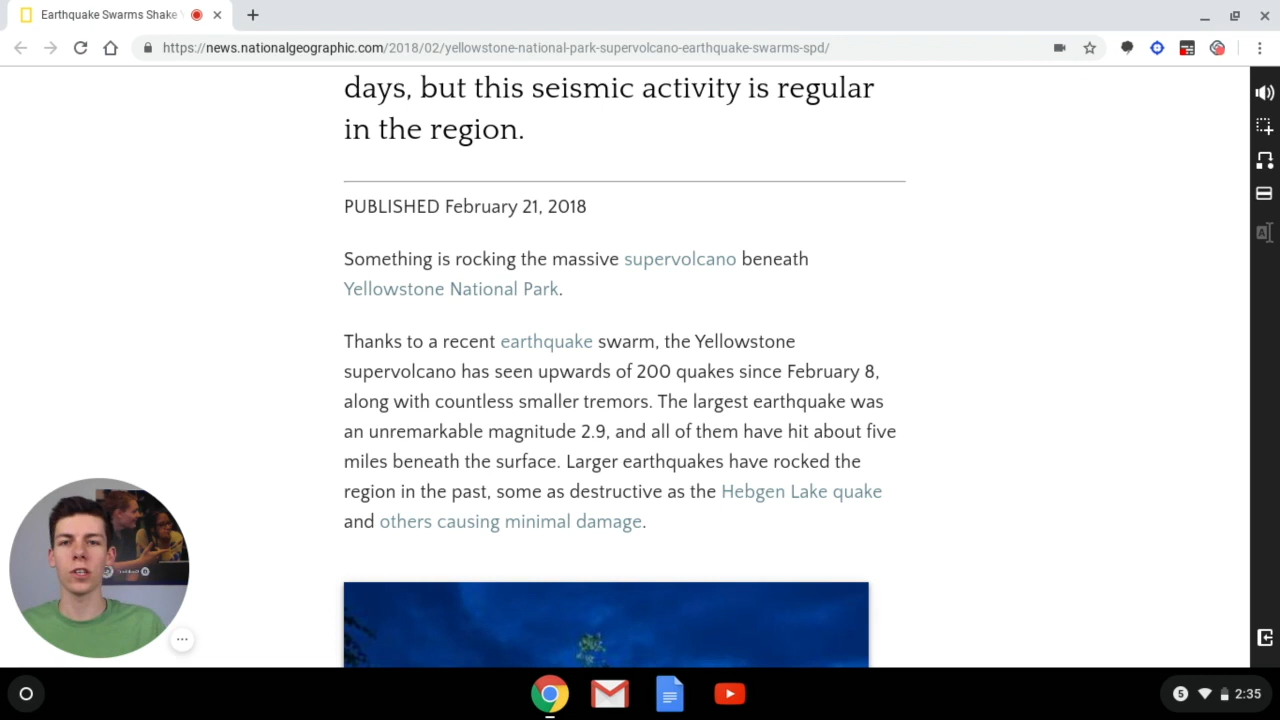 Earthquake Swarms Shake
https://news.nationalgeographic.com/2018/02/yellowstone-national-park-supervolcano-earthquake-swarms-spd/
days, but this seismic activity is regular
in the region.
PUBLISHED February 21, 2018
Something is rocking the massive supervolcano beneath
Yellowstone National Park.
Thanks to a recent earthquake swarm, the Yellowstone
supervolcano has seen upwards of 200 quakes since February 8,
along with countless smaller tremors. The largest earthquake was
an unremarkable magnitude 2.9, and all of them have hit about five
miles beneath the surface. Larger earthquakes have rocked the
region in the past, some as destructive as the Hebgen Lake quake
and others causing minimal damage.
5 2:35